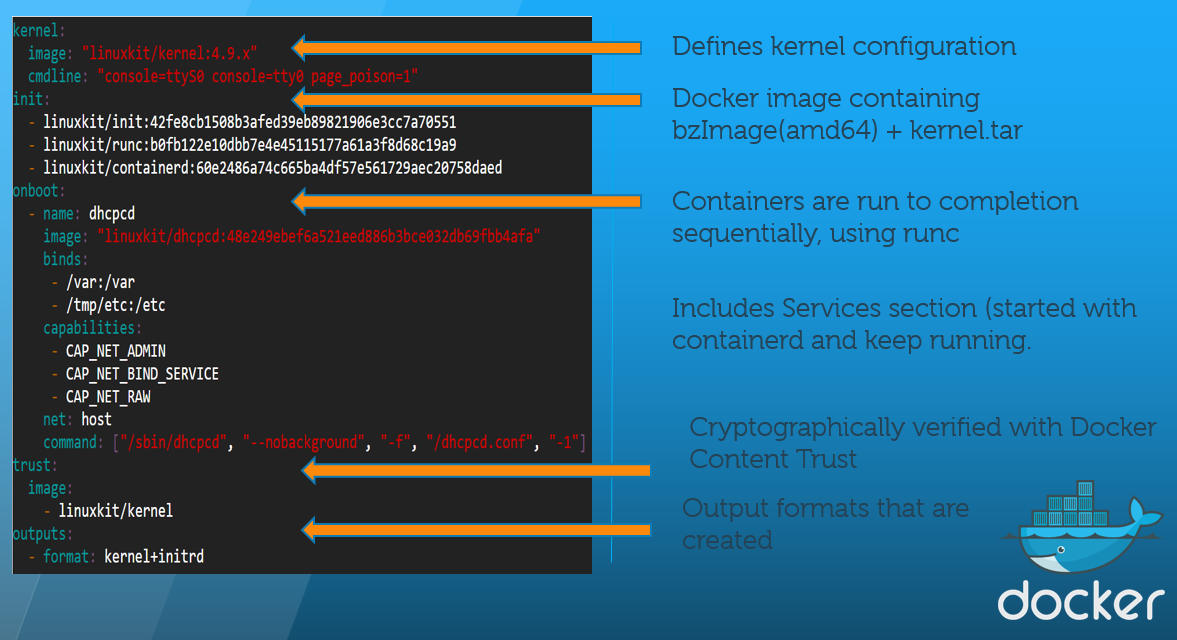 kernel:
image: "linuxkit/kernel:4.9.x"
cmdline: "console=ttyS0 console=tty0 page_poison=1"
init:
- linuxkit/init:42fe8cb1508b3afed39eb89821906e3cc7a70551
- linuxkit/runc:b0fb122e10dbb7e4e45115177a61a3f8d68c19a9
- linuxkit/containerd:60e2486a74c665ba4df57e561729aec20758daed
onboot:
- name: dhcpcd
image: "linuxkit/dhcpcd:48e249ebef6a521eed886b3bce032db69fbb4afa"
binds:
- /var:/var
- /tmp/etc:/etc
capabilities:
- CAP_NET_ADMIN
- CAP_NET_BIND_SERVICE
- CAP_NET_RAW
net: host
command: ["/sbin/dhcpcd", "--nobackground", "-f", "/dhcpcd.conf", "-1"]
trust:
image:
- linuxkit/kernel
outputs:
- format: kernel+initrd
Defines kernel configuration
Docker image containing
bzImage(amd64) + kernel.tar
Containers are run to completion
sequentially, using runc
Includes Services section (started with
containerd and keep running.
Cryptographically verified with Docker
Content Trust
Output formats that are
created
docker